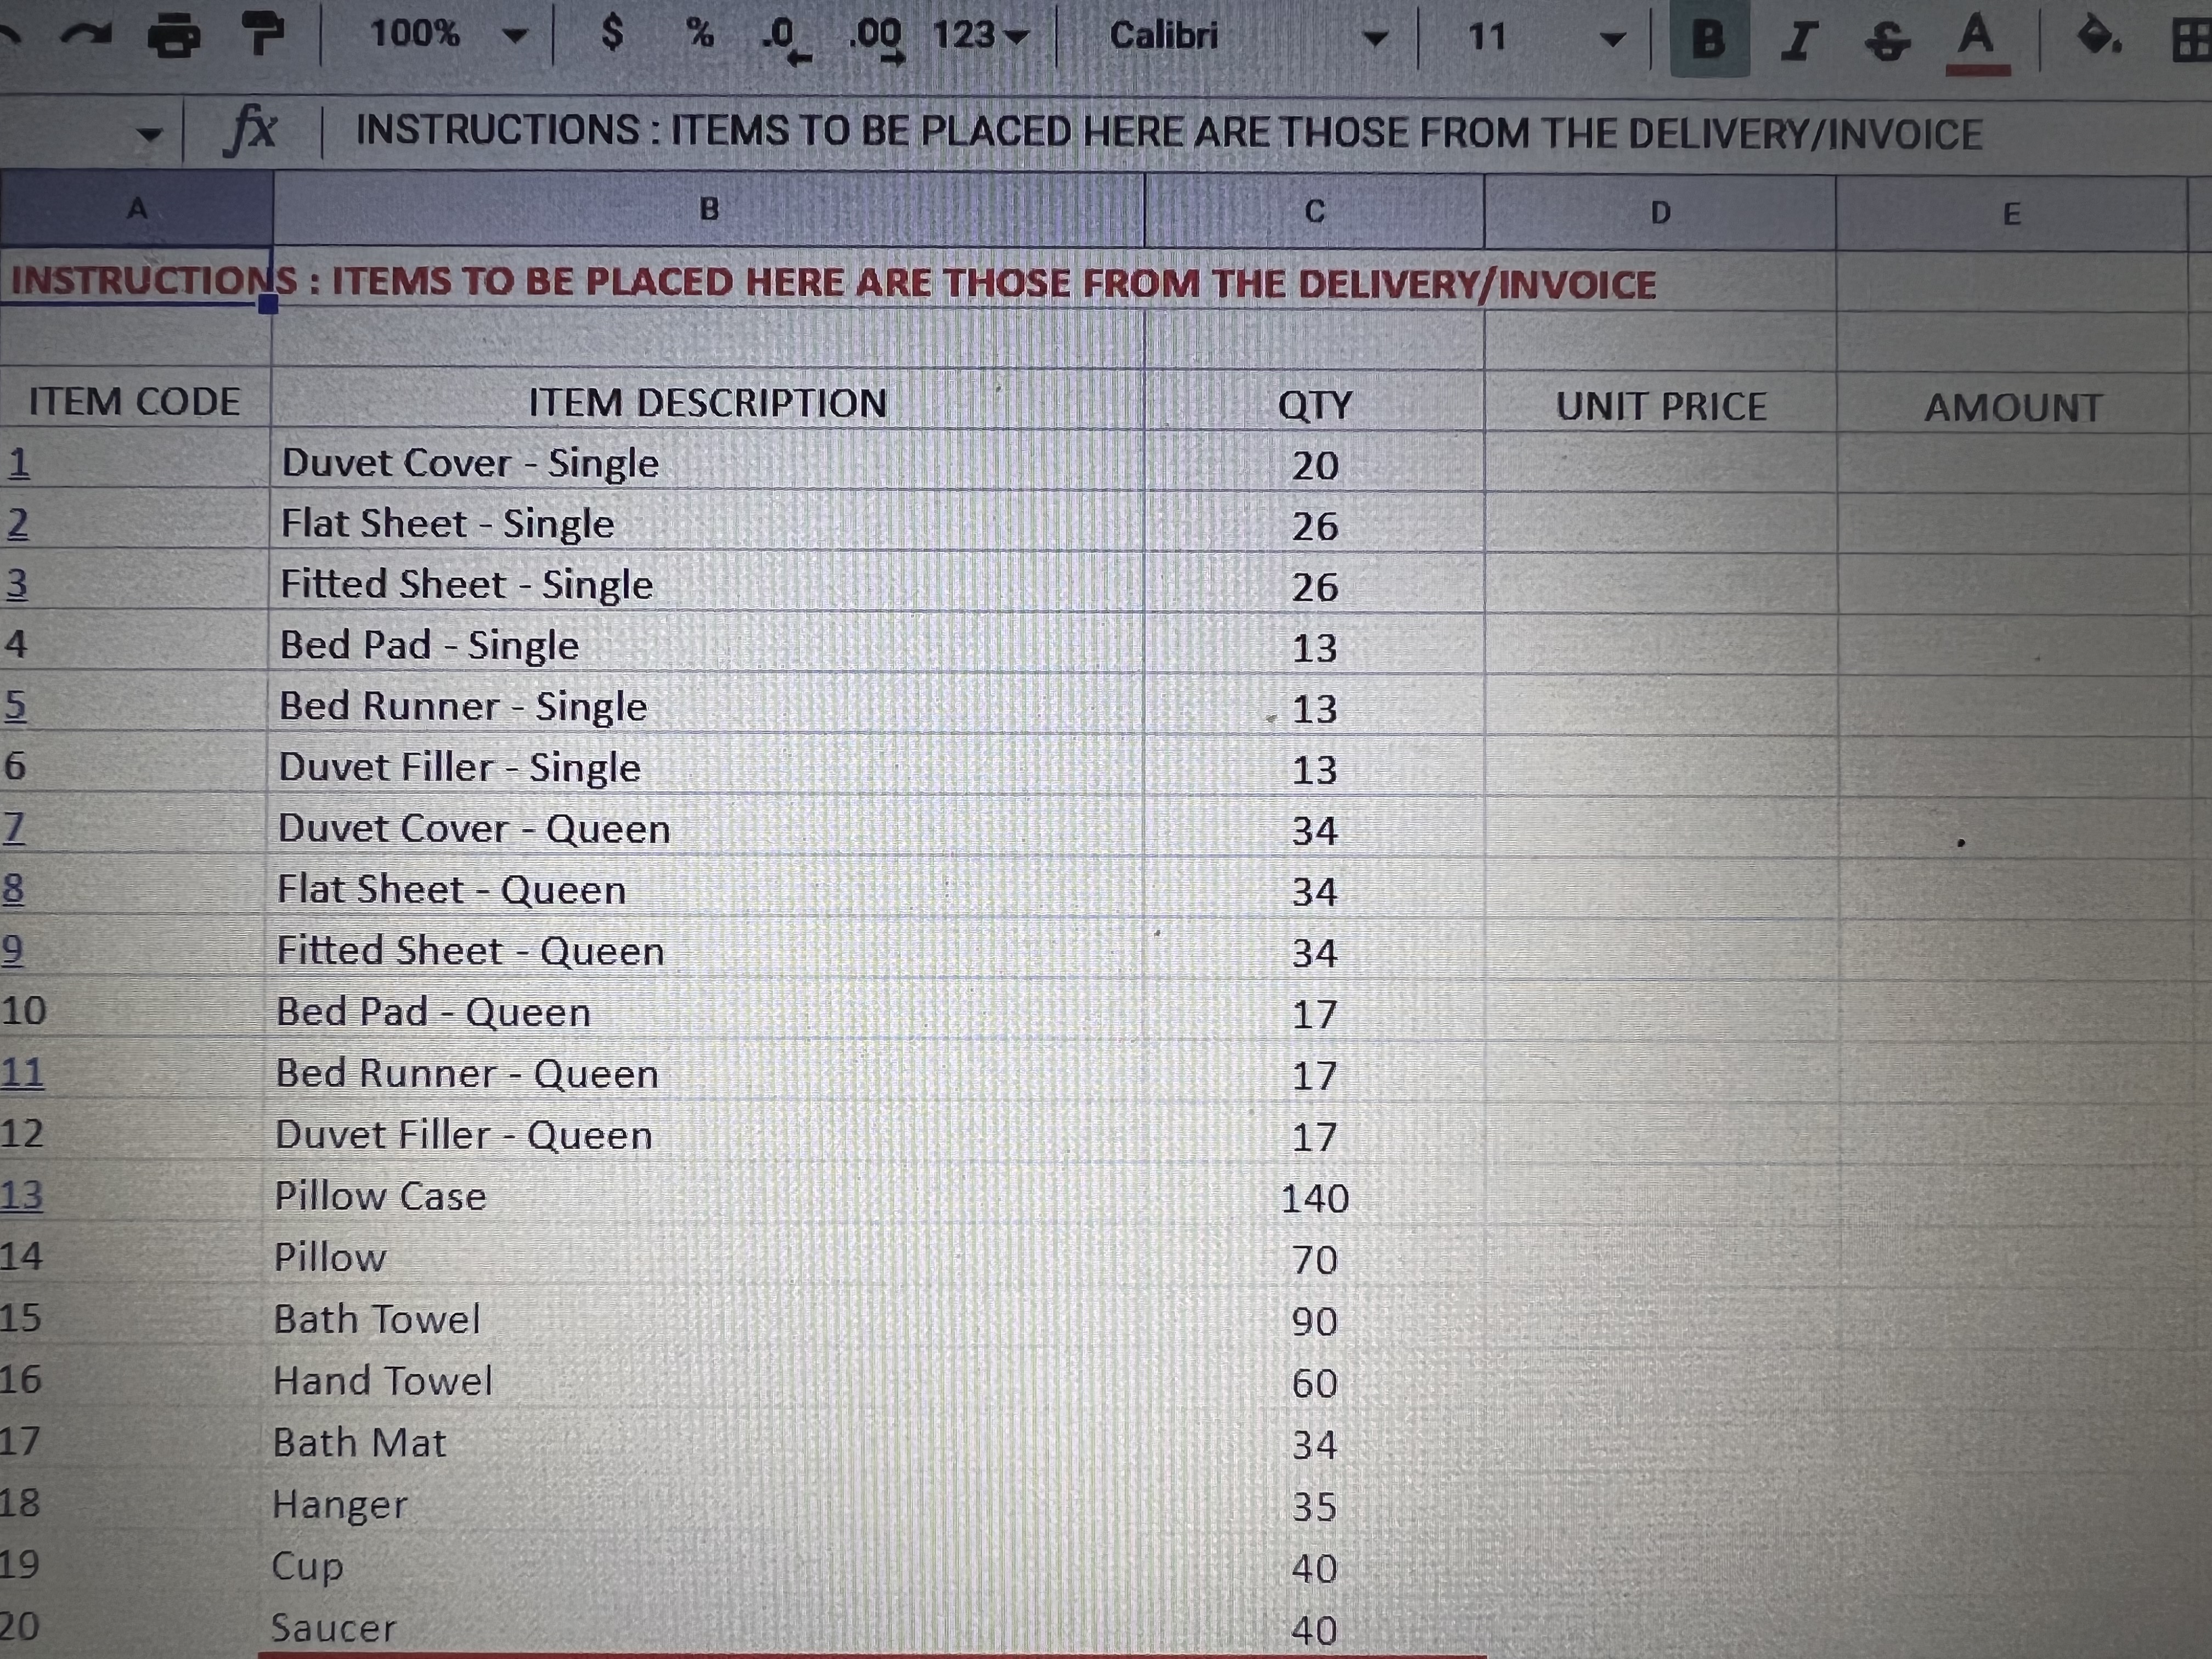 100% $ % .0 .00 123 Calibri 11 B I S A
fx INSTRUCTIONS : ITEMS TO BE PLACED HERE ARE THOSE FROM THE DELIVERY/INVOICE
A B C D E
INSTRUCTIONS : ITEMS TO BE PLACED HERE ARE THOSE FROM THE DELIVERY/INVOICE
ITEM CODE ITEM DESCRIPTION QTY UNIT PRICE AMOUNT
1 Duvet Cover - Single 20
2 Flat Sheet - Single 26
3 Fitted Sheet - Single 26
4 Bed Pad - Single 13
5 Bed Runner - Single 13
6 Duvet Filler - Single 13
7 Duvet Cover - Queen 34
8 Flat Sheet - Queen 34
9 Fitted Sheet - Queen 34
10 Bed Pad - Queen 17
11 Bed Runner - Queen 17
12 Duvet Filler - Queen 17
13 Pillow Case 140
14 Pillow 70
15 Bath Towel 90
16 Hand Towel 60
17 Bath Mat 34
18 Hanger 35
19 Cup 40
20 Saucer 40